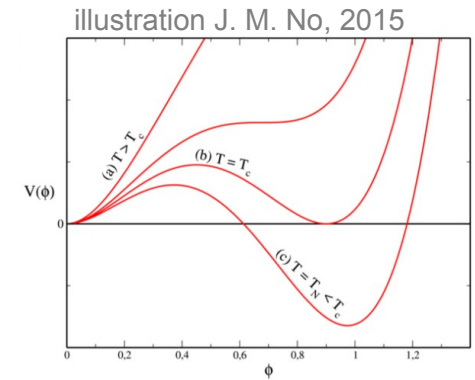 illustration J. M. No, 2015
(a) T > T_c
(b) T = T_c
V(ϕ)
0
(c) T = T_N < T_c
0
0,2
0,4
0,6
0,8
1
1,2
ϕ